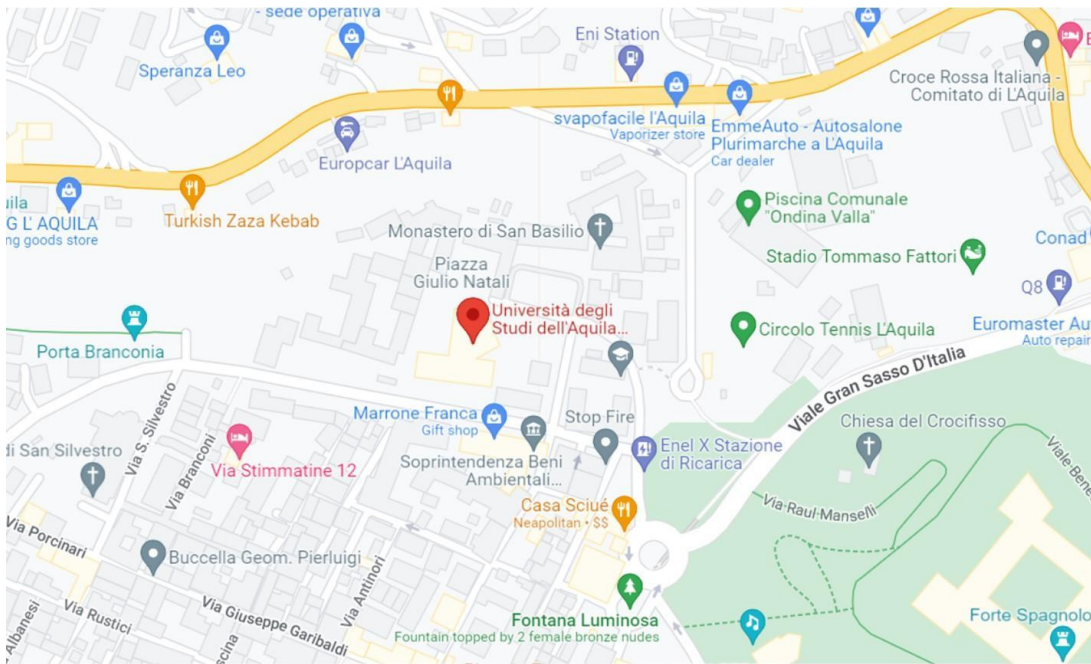 - sede operativa
Speranza Leo
Eni Station
Croce Rossa Italiana -
Comitato di L'Aquila
svapofacile l'Aquila
Vaporizer store
EmmeAuto - Autosalone
Plurimarche a L'Aquila
Car dealer
Europcar L'Aquila
Turkish Zaza Kebab
G L' AQUILA
ng goods store
Piscina Comunale
"Ondina Valla"
Monastero di San Basilio
Stadio Tommaso Fattori
Conad
Q8
Piazza
Giulio Natali
Università degli
Studi dell'Aquila...
Circolo Tennis L'Aquila
Euromaster Au
Auto repair
Porta Branconia
Viale Gran Sasso D'Italia
Marrone Franca
Gift shop
Stop Fire
Chiesa del Crocifisso
Via S. Silvestro
Via Branconi
di San Silvestro
Via Stimmatine 12
Soprintendenza Beni
Ambientali...
Enel X Stazione
di Ricarica
Viale Bene
Casa Sciué
Neapolitan • $$
Via Raul Manselli
Via Porcinari
Buccella Geom. Pierluigi
Via Antinori
Via Giuseppe Garibaldi
Via Rustici
Albanesi
scina
Fontana Luminosa
Fountain topped by 2 female bronze nudes
Forte Spagnolo